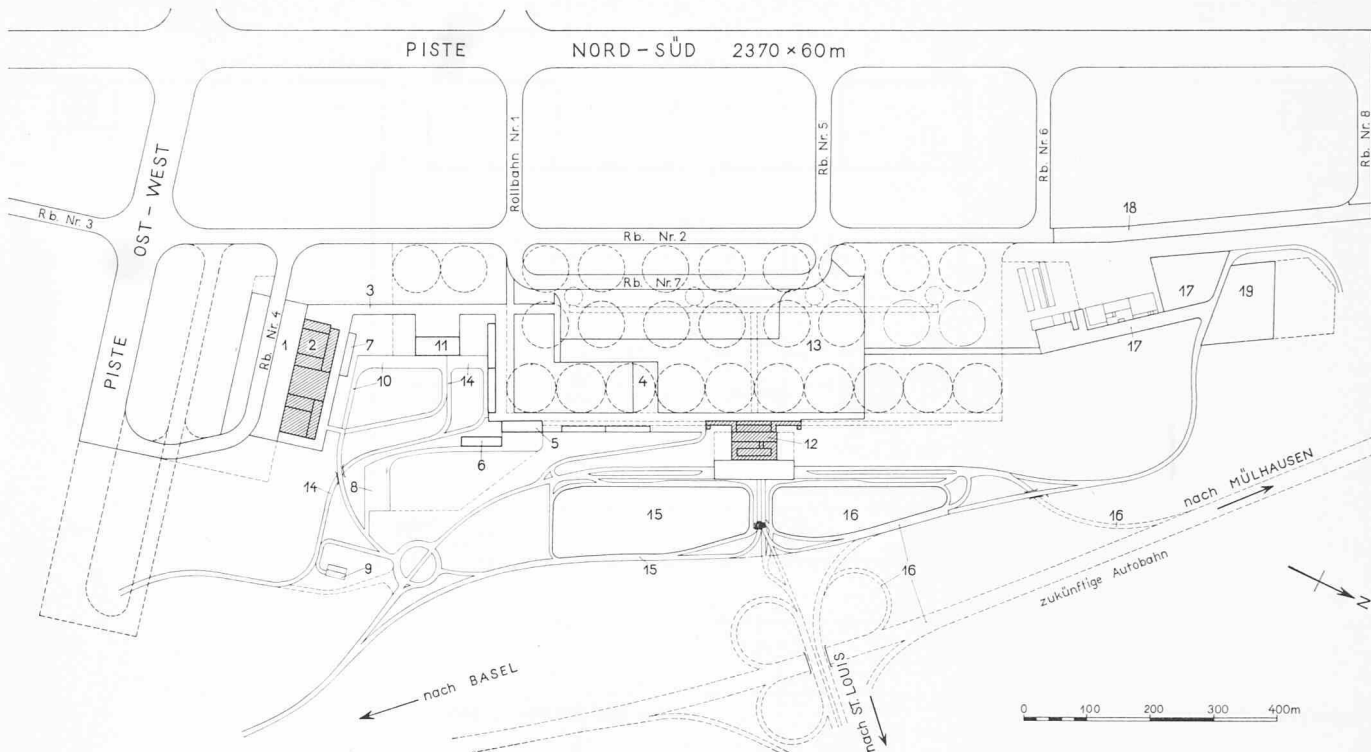 PISTE NORD-SÜD 2370 × 60m
Rollbahn Nr. 1
Rb. Nr. 5
Rb. Nr. 6
Rb. Nr. 8
PISTE OST-WEST
Rb. Nr. 3
Rb. Nr. 2
18
Rb. Nr. 7
Rb. Nr. 4
3
17
19
1
2
7
11
13
17
10
14
4
5
12
6
14
8
15
16
nach MÜLHAUSEN
16
9
15
16
zukünftige Autobahn
N
nach BASEL
nach ST. LOUIS
0 100 200 300 400m